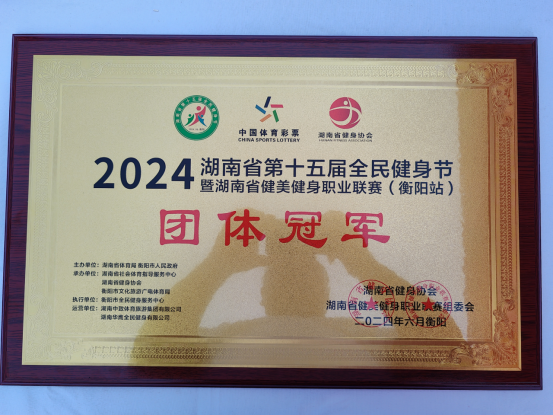 中国体育彩票
CHINA SPORTS LOTTERY
湖南省健身协会
2024 湖南省第十五届全民健身节
暨湖南省健美健身职业联赛（衡阳站）
团体冠军
主办单位：湖南省体育局 衡阳市人民政府
承办单位：湖南省社会体育指导服务中心
湖南省健身协会
衡阳市文化旅游广电体育局
执行单位：衡阳市全民健身服务中心
运营单位：湖南中致体育旅游集团有限公司
湖南华鹰全民健身有限公司
湖南省健身协会
湖南省健美健身职业联赛组委会
二〇二四年六月衡阳